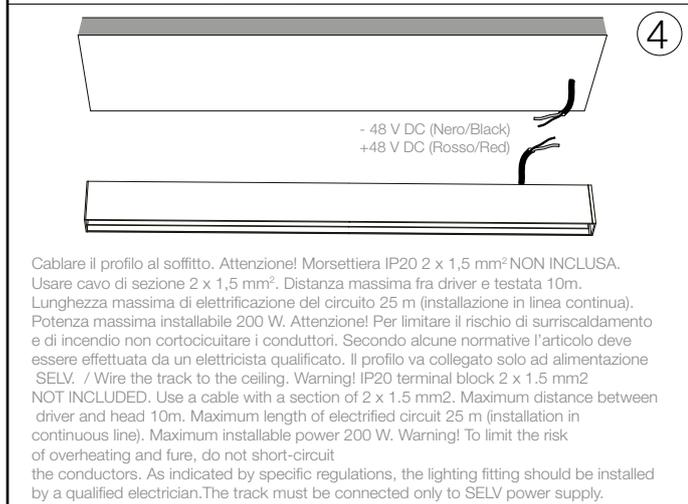 4
- 48 V DC (Nero/Black)
+48 V DC (Rosso/Red)
Cablare il profilo al soffitto. Attenzione! Morsettiera IP20 2 x 1,5 mm² NON INCLUSA.
Usare cavo di sezione 2 x 1,5 mm². Distanza massima fra driver e testata 10m.
Lunghezza massima di elettrificazione del circuito 25 m (installazione in linea continua).
Potenza massima installabile 200 W. Attenzione! Per limitare il rischio di surriscaldamento
e di incendio non cortocicuitare i conduttori. Secondo alcune normative l'articolo deve
essere effettuata da un elettricista qualificato. Il profilo va collegato solo ad alimentazione
SELV. / Wire the track to the ceiling. Warning! IP20 terminal block 2 x 1.5 mm2
NOT INCLUDED. Use a cable with a section of 2 x 1.5 mm2. Maximum distance between
driver and head 10m. Maximum length of electrified circuit 25 m (installation in
continuous line). Maximum installable power 200 W. Warning! To limit the risk
of overheating and fure, do not short-circuit
the conductors. As indicated by specific regulations, the lighting fitting should be installed
by a qualified electrician.The track must be connected only to SELV power supply.